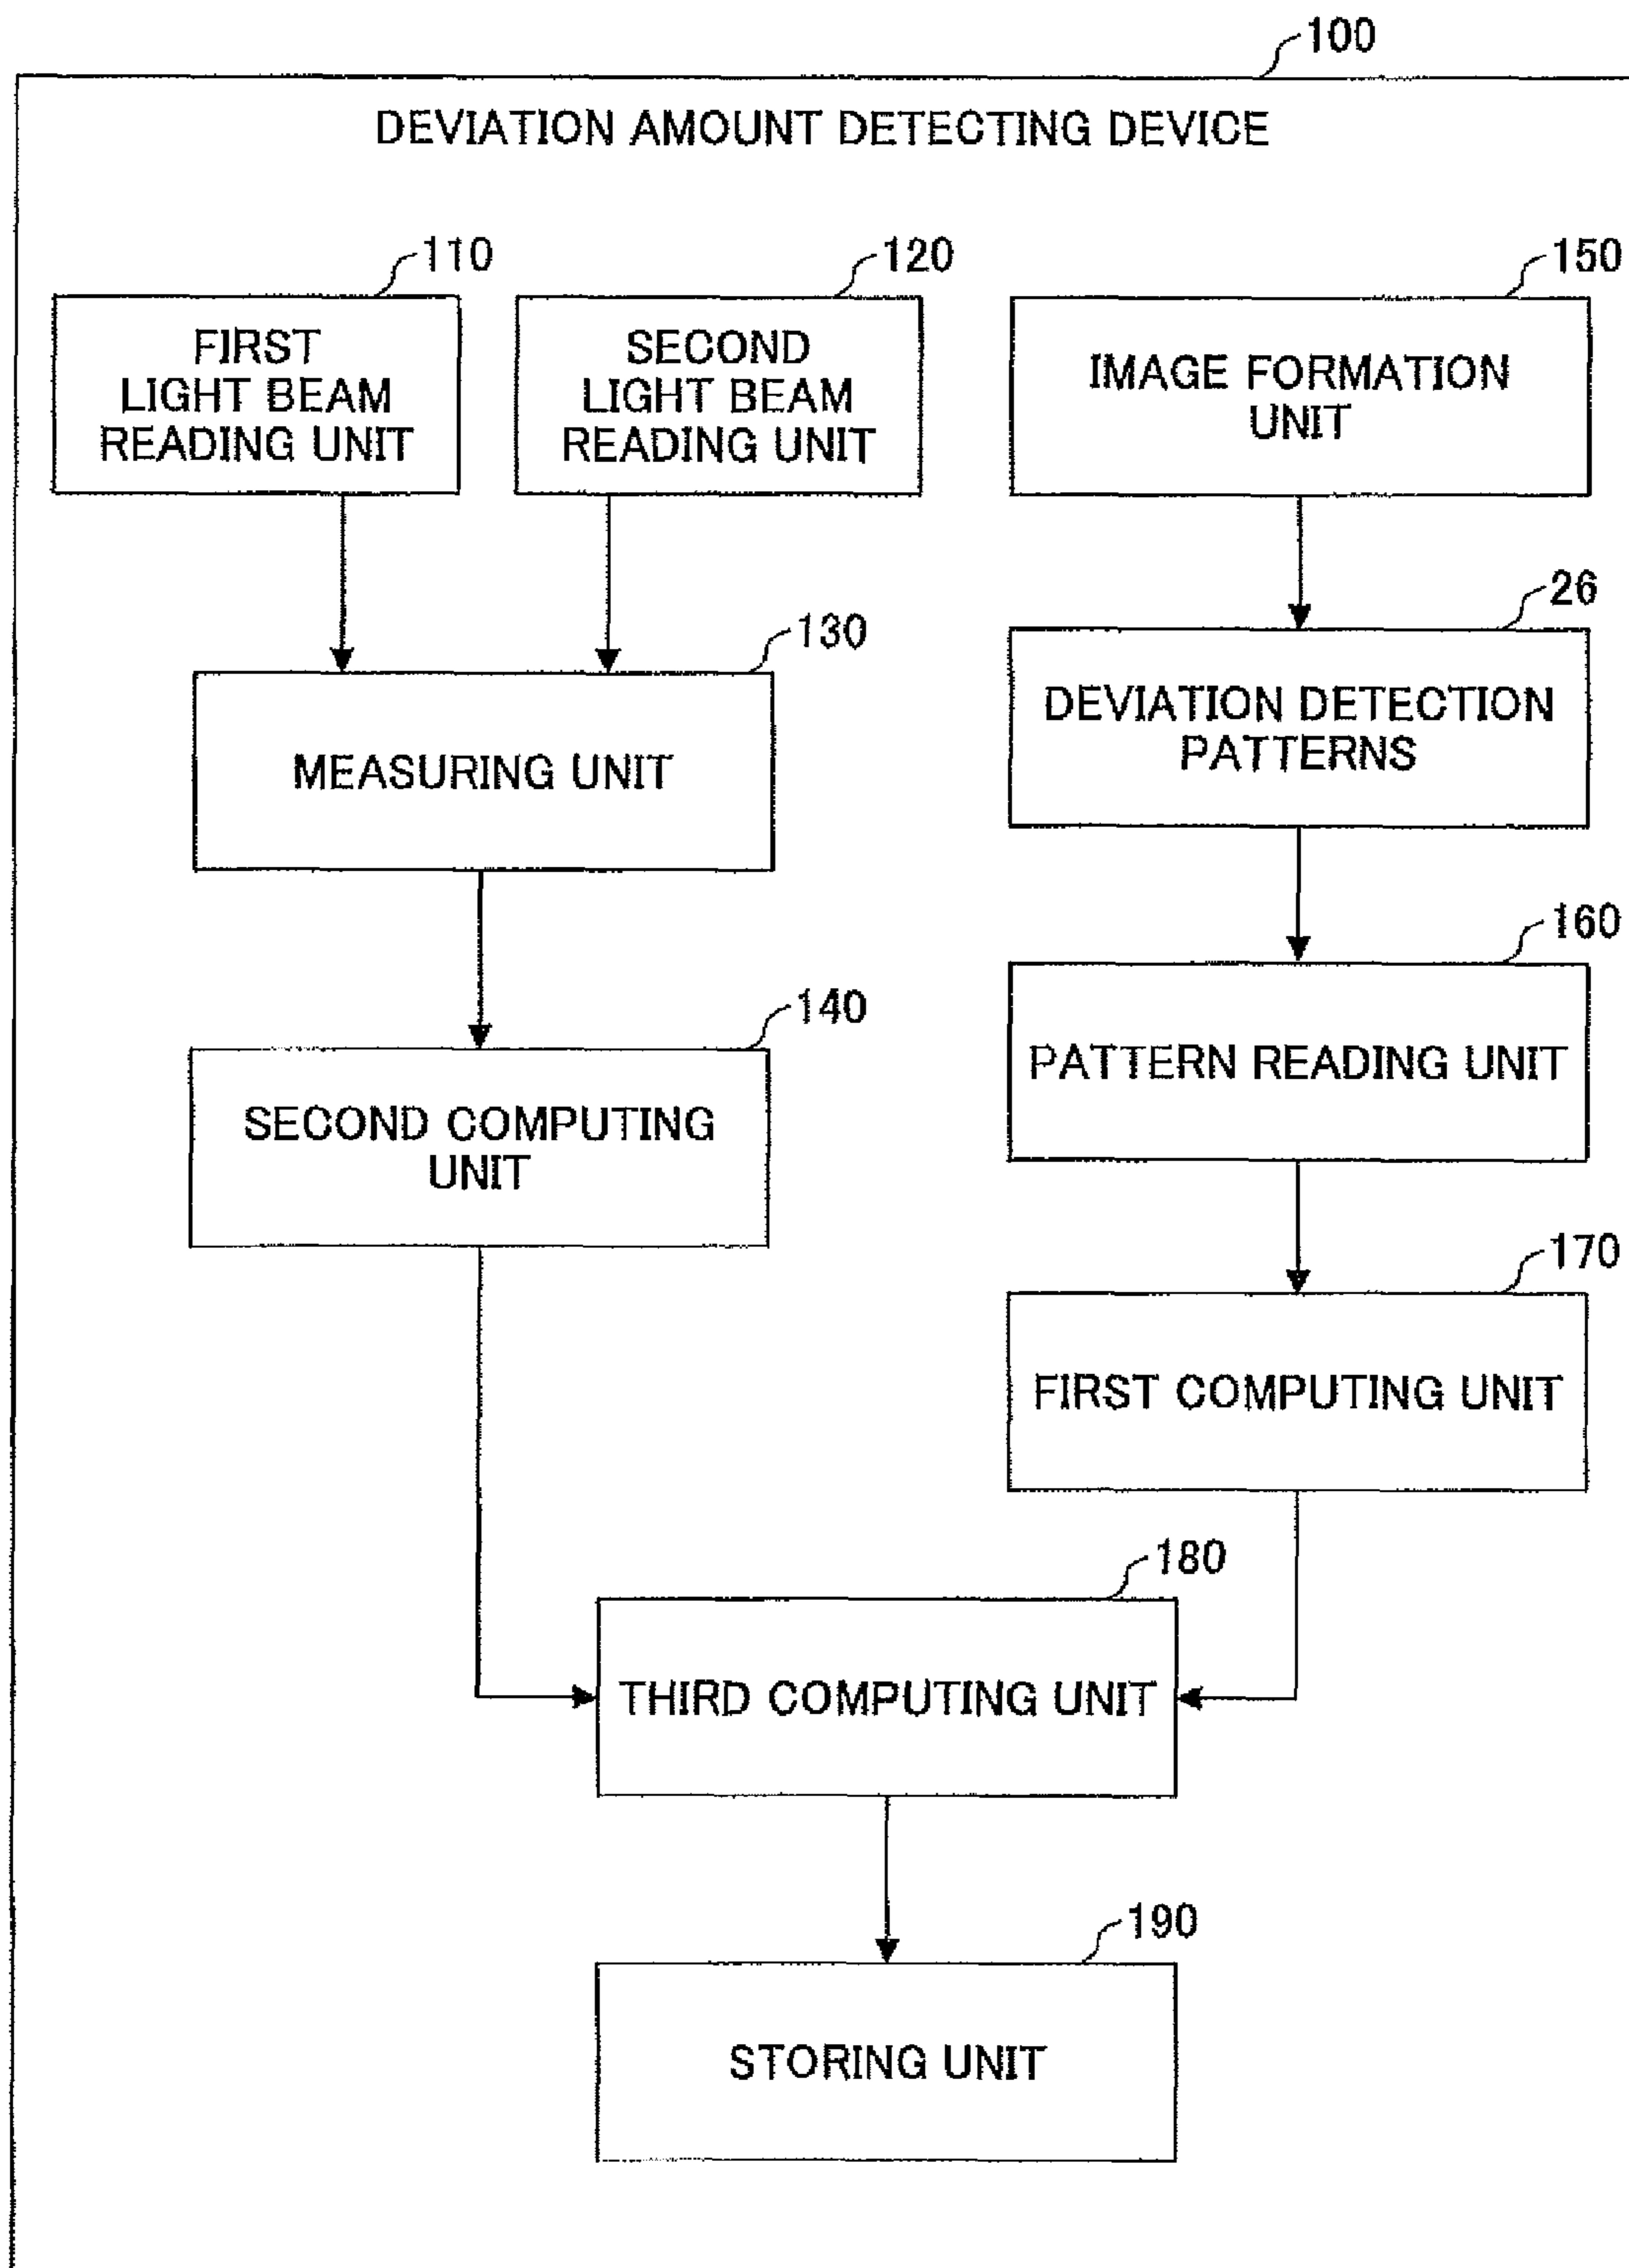 100
DEVIATION AMOUNT DETECTING DEVICE
110
FIRST
LIGHT BEAM
READING UNIT
120
SECOND
LIGHT BEAM
READING UNIT
150
IMAGE FORMATION
UNIT
130
MEASURING UNIT
26
DEVIATION DETECTION
PATTERNS
140
SECOND COMPUTING
UNIT
160
PATTERN READING UNIT
170
FIRST COMPUTING UNIT
180
THIRD COMPUTING UNIT
190
STORING UNIT